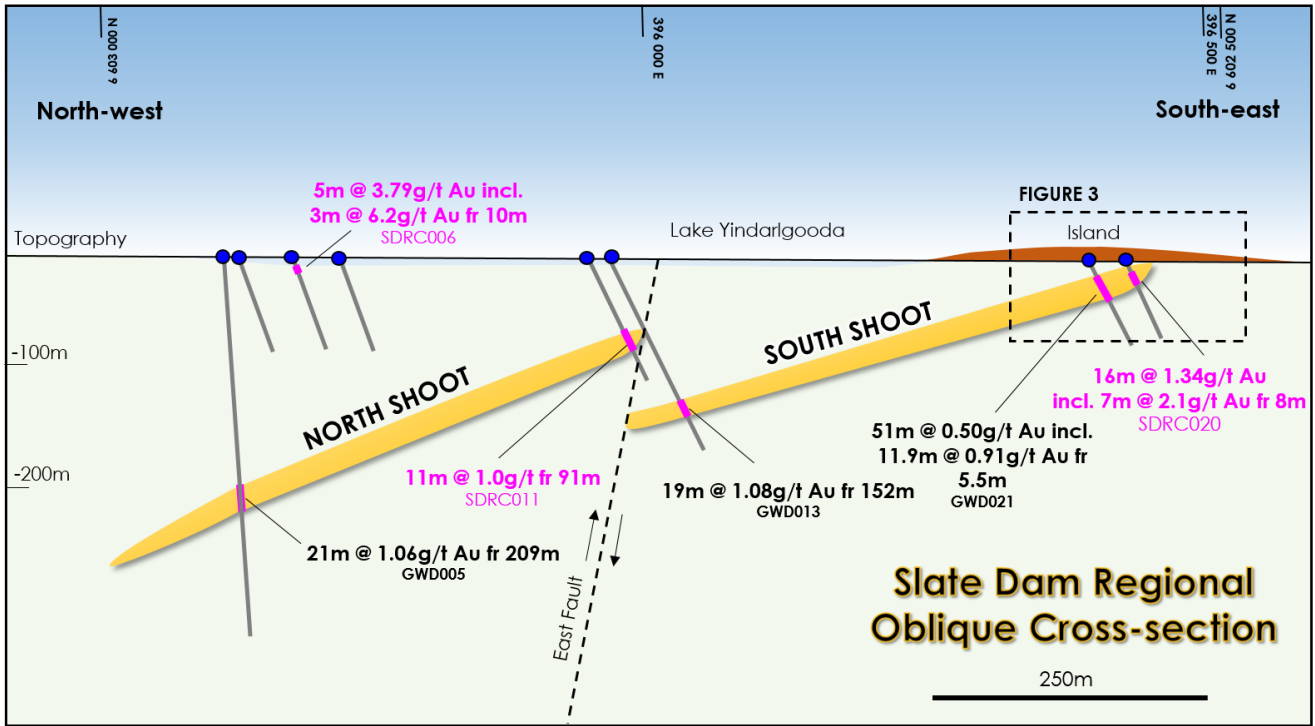 6 603 000 N
396 000 E
396 500 E
6 602 500 N
North-west
South-east
5m @ 3.79g/t Au incl.
3m @ 6.2g/t Au fr 10m
SDRC006
FIGURE 3
Topography
Lake Yindarlgooda
Island
-100m
NORTH SHOOT
SOUTH SHOOT
16m @ 1.34g/t Au
incl. 7m @ 2.1g/t Au fr 8m
SDRC020
51m @ 0.50g/t Au incl.
11.9m @ 0.91g/t Au fr
5.5m
GWD021
-200m
11m @ 1.0g/t fr 91m
SDRC011
19m @ 1.08g/t Au fr 152m
GWD013
21m @ 1.06g/t Au fr 209m
GWD005
East Fault
Slate Dam Regional
Oblique Cross-section
250m